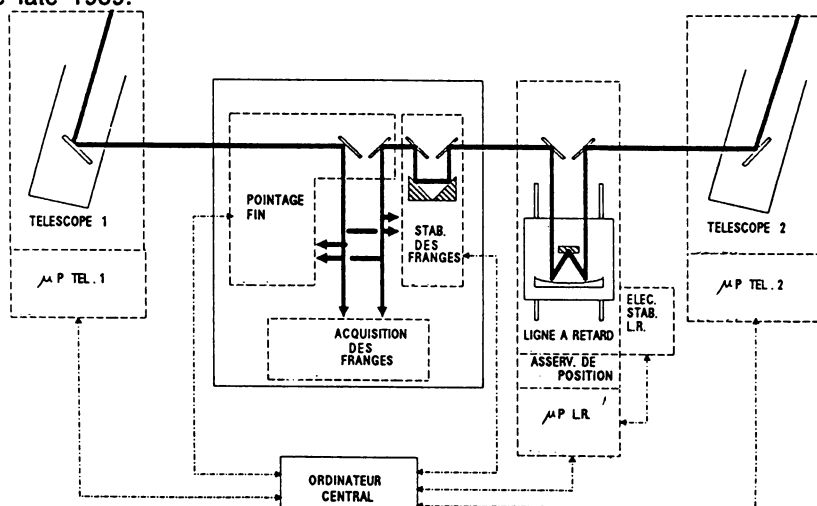 late 1989.
TELESCOPE 1
μP TEL.1
POINTAGE
FIN
STAB.
DES
FRANGES
ACQUISITION
DES
FRANGES
LIGNE A RETARD
ASSERV. DE
POSITION
μP L.R.
ELEC.
STAB.
L.R.
TELESCOPE 2
μP TEL.2
ORDINATEUR
CENTRAL